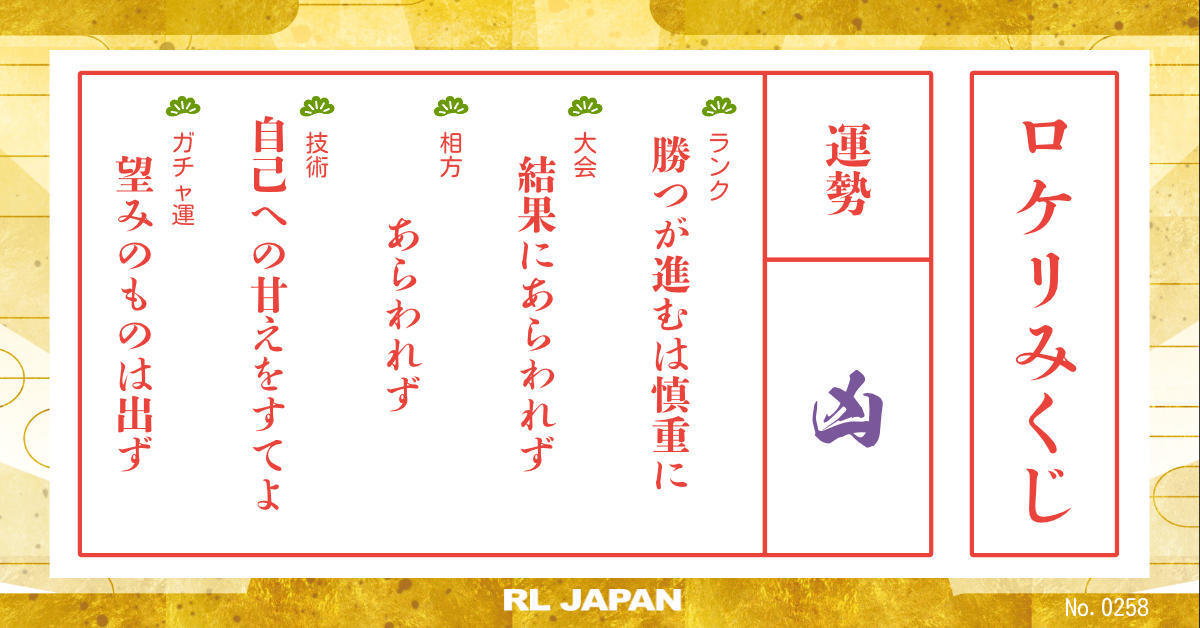 ロケリみくじ
運勢
凶
ランク
勝つが進むは慎重に
大会
結果にあらわれず
相方
あらわれず
技術
自己への甘えをすてよ
ガチャ運
望みのものは出ず
RL JAPAN
No. 0258